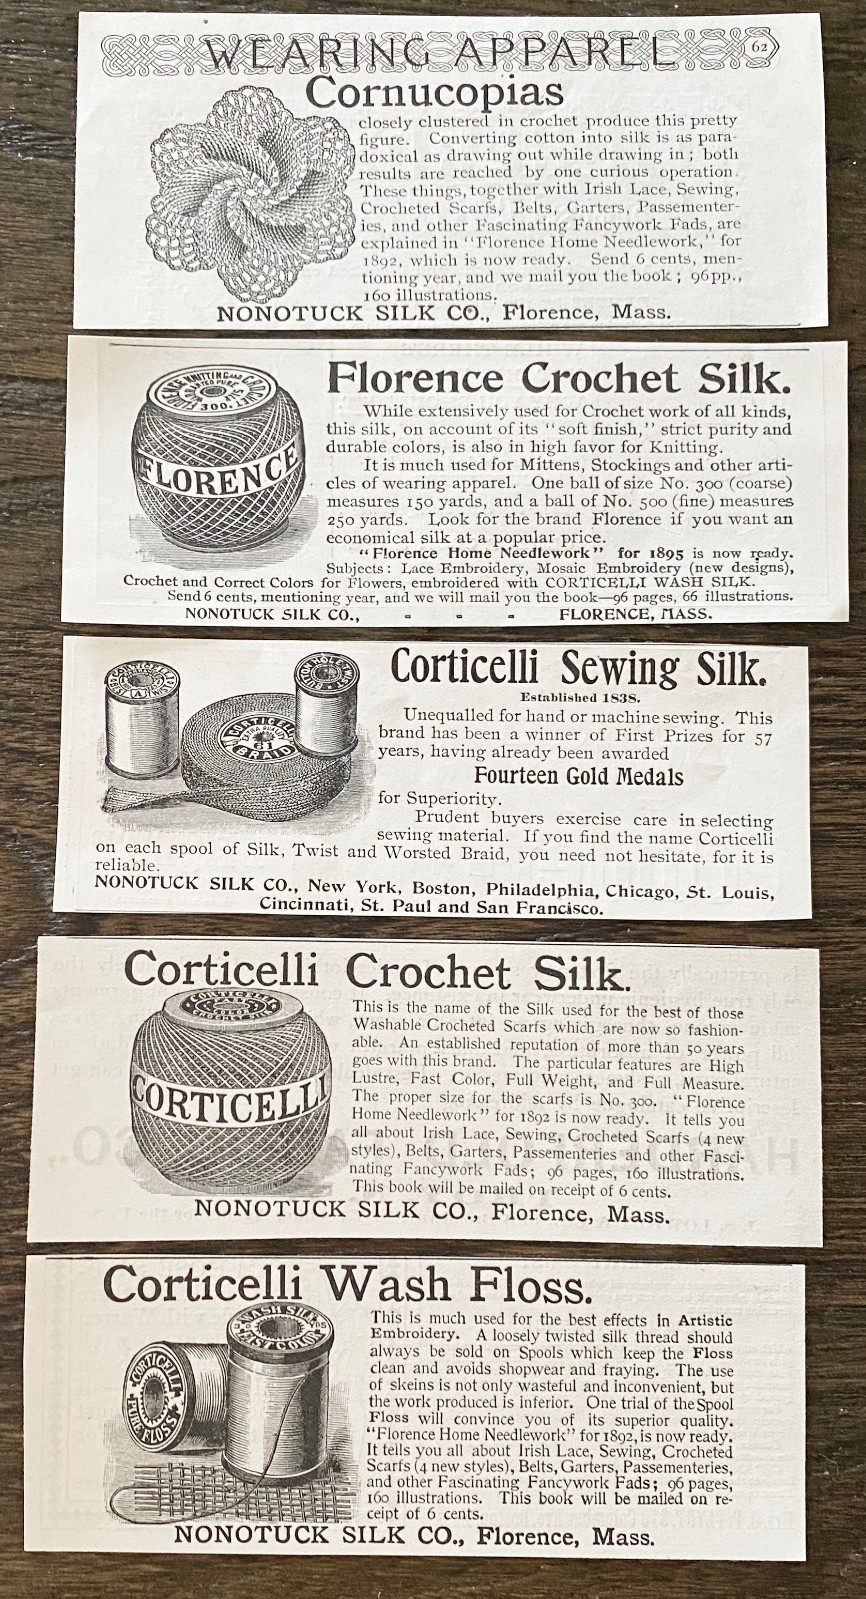 WEARING APPAREL 62
Cornucopias
closely clustered in crochet produce this pretty
figure. Converting cotton into silk is as para-
doxical as drawing out while drawing in; both
results are reached by one curious operation.
These things, together with Irish Lace, Sewing,
Crocheted Scarfs, Belts, Garters, Passementer-
ies, and other Fascinating Fancywork Fads, are
explained in "Florence Home Needlework," for
1892, which is now ready. Send 6 cents, men-
tioning year, and we mail you the book; 96pp.,
160 illustrations.
NONOTUCK SILK CO., Florence, Mass.
300.
FLORENCE
Florence Crochet Silk.
While extensively used for Crochet work of all kinds,
this silk, on account of its "soft finish," strict purity and
durable colors, is also in high favor for Knitting.
It is much used for Mittens, Stockings and other arti-
cles of wearing apparel. One ball of size No. 300 (coarse)
measures 150 yards, and a ball of No. 500 (fine) measures
250 yards. Look for the brand Florence if you want an
economical silk at a popular price.
"Florence Home Needlework" for 1895 is now ready.
Subjects: Lace Embroidery, Mosaic Embroidery (new designs),
Crochet and Correct Colors for Flowers, embroidered with CORTICELLI WASH SILK.
Send 6 cents, mentioning year, and we will mail you the book—96 pages, 66 illustrations.
NONOTUCK SILK CO., - - - FLORENCE, MASS.
CORTICELLI
CORTICELLI
61
BRAID
Corticelli Sewing Silk.
Established 1838.
Unequalled for hand or machine sewing. This
brand has been a winner of First Prizes for 57
years, having already been awarded
Fourteen Gold Medals
for Superiority.
Prudent buyers exercise care in selecting
sewing material. If you find the name Corticelli
on each spool of Silk, Twist and Worsted Braid, you need not hesitate, for it is
reliable.
NONOTUCK SILK CO., New York, Boston, Philadelphia, Chicago, St. Louis,
Cincinnati, St. Paul and San Francisco.
Corticelli Crochet Silk.
CORTICELLI
CORTICELLI
This is the name of the Silk used for the best of those
Washable Crocheted Scarfs which are now so fashion-
able. An established reputation of more than 50 years
goes with this brand. The particular features are High
Lustre, Fast Color, Full Weight, and Full Measure.
The proper size for the scarfs is No. 300. "Florence
Home Needlework" for 1892 is now ready. It tells you
all about Irish Lace, Sewing, Crocheted Scarfs (4 new
styles), Belts, Garters, Passementeries and other Fasci-
nating Fancywork Fads; 96 pages, 160 illustrations.
This book will be mailed on receipt of 6 cents.
NONOTUCK SILK CO., Florence, Mass.
Corticelli Wash Floss.
WASH SILK
FAST COLOR
CORTICELLI
PURE FLOSS
This is much used for the best effects in Artistic
Embroidery. A loosely twisted silk thread should
always be sold on Spools which keep the Floss
clean and avoids shopwear and fraying. The use
of skeins is not only wasteful and inconvenient, but
the work produced is inferior. One trial of the Spool
Floss will convince you of its superior quality.
"Florence Home Needlework" for 1892, is now ready.
It tells you all about Irish Lace, Sewing, Crocheted
Scarfs (4 new styles), Belts, Garters, Passementeries,
and other Fascinating Fancywork Fads; 96 pages,
160 illustrations. This book will be mailed on re-
ceipt of 6 cents.
NONOTUCK SILK CO., Florence, Mass.